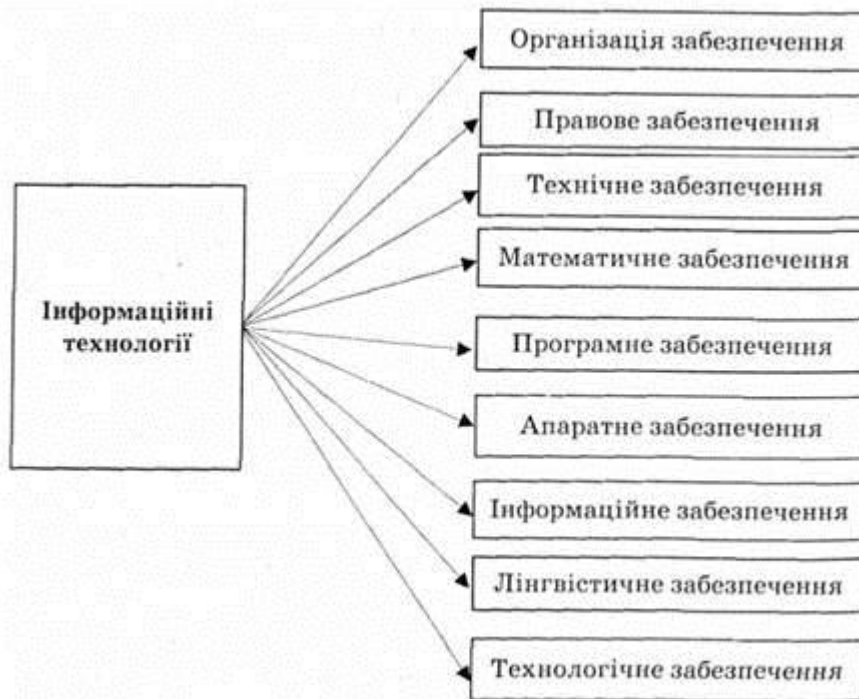 Організація забезпечення
Правове забезпечення
Технічне забезпечення
Математичне забезпечення
Інформаційні
технології
Програмне забезпечення
Апаратне забезпечення
Інформаційне забезпечення
Лінгвістичне забезпечення
Технологічне забезпечення